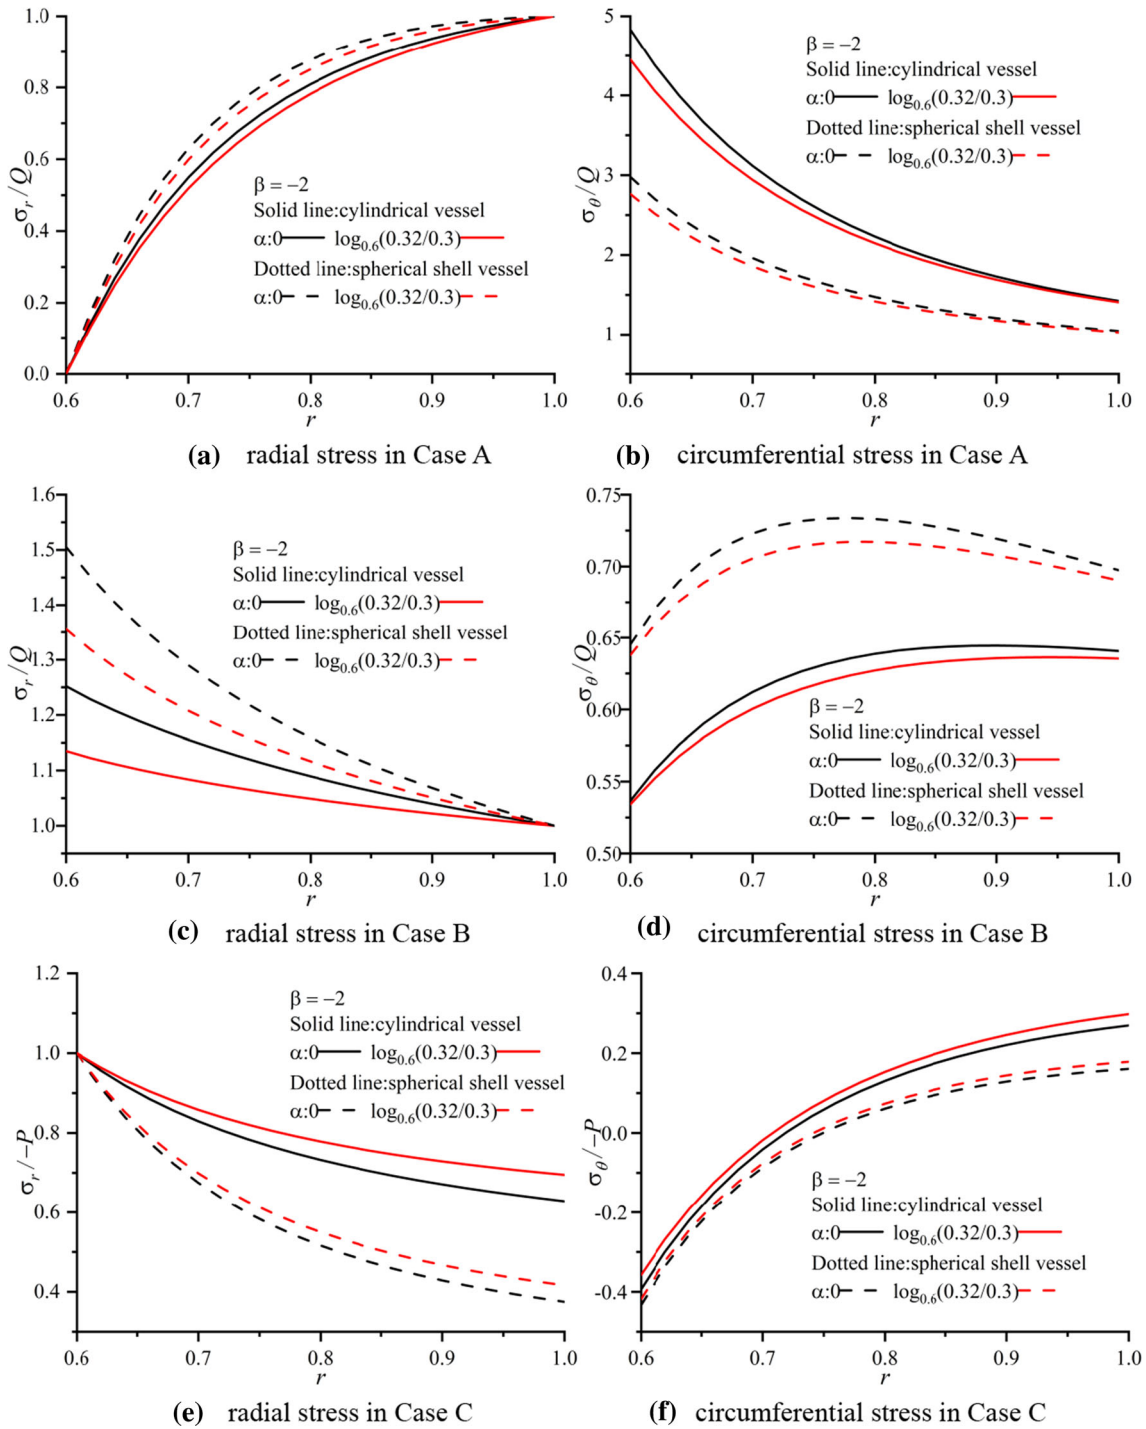 1.0
0.8
0.6
0.4
0.2
0.0
σr/Q
β = −2
Solid line:cylindrical vessel
α:0 log0.6(0.32/0.3)
Dotted line:spherical shell vessel
α:0 log0.6(0.32/0.3)
0.6 0.7 0.8 0.9 1.0
r
(a) radial stress in Case A
5
4
3
2
1
σθ/Q
β = −2
Solid line:cylindrical vessel
α:0 log0.6(0.32/0.3)
Dotted line:spherical shell vessel
α:0 log0.6(0.32/0.3)
0.6 0.7 0.8 0.9 1.0
r
(b) circumferential stress in Case A
1.6
1.5
1.4
1.3
1.2
1.1
1.0
σr/Q
β = −2
Solid line:cylindrical vessel
α:0 log0.6(0.32/0.3)
Dotted line:spherical shell vessel
α:0 log0.6(0.32/0.3)
0.6 0.7 0.8 0.9 1.0
r
(c) radial stress in Case B
0.75
0.70
0.65
0.60
0.55
0.50
σθ/Q
β = −2
Solid line:cylindrical vessel
α:0 log0.6(0.32/0.3)
Dotted line:spherical shell vessel
α:0 log0.6(0.32/0.3)
0.6 0.7 0.8 0.9 1.0
r
(d) circumferential stress in Case B
1.2
1.0
0.8
0.6
0.4
σr/−P
β = −2
Solid line:cylindrical vessel
α:0 log0.6(0.32/0.3)
Dotted line:spherical shell vessel
α:0 log0.6(0.32/0.3)
0.6 0.7 0.8 0.9 1.0
r
(e) radial stress in Case C
0.4
0.2
-0.0
-0.2
-0.4
σθ/−P
β = −2
Solid line:cylindrical vessel
α:0 log0.6(0.32/0.3)
Dotted line:spherical shell vessel
α:0 log0.6(0.32/0.3)
0.6 0.7 0.8 0.9 1.0
r
(f) circumferential stress in Case C